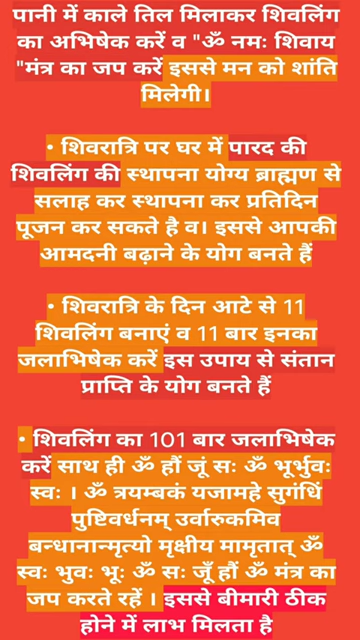 पानी में काले तिल मिलाकर शिवलिंग
का अभिषेक करें व "ॐ नमः शिवाय
"मंत्र का जप करें इससे मन को शांति
मिलेगी।
• शिवरात्रि पर घर में पारद की
शिवलिंग की स्थापना योग्य ब्राह्मण से
सलाह कर स्थापना कर प्रतिदिन
पूजन कर सकते है व। इससे आपकी
आमदनी बढ़ाने के योग बनते हैं
• शिवरात्रि के दिन आटे से 11
शिवलिंग बनाएं व 11 बार इनका
जलाभिषेक करें इस उपाय से संतान
प्राप्ति के योग बनते हैं
• शिवलिंग का 101 बार जलाभिषेक
करें साथ ही ॐ हौं जूं सः ॐ भूर्भुवः
स्वः । ॐ त्रयम्बकं यजामहे सुगंधिं
पुष्टिवर्धनम् उर्वारुकमिव
बन्धानान्मृत्यो मृक्षीय मामृतात् ॐ
स्वः भुवः भूः ॐ सः जूँ हौं ॐ मंत्र का
जप करते रहें । इससे बीमारी ठीक
होने में लाभ मिलता है